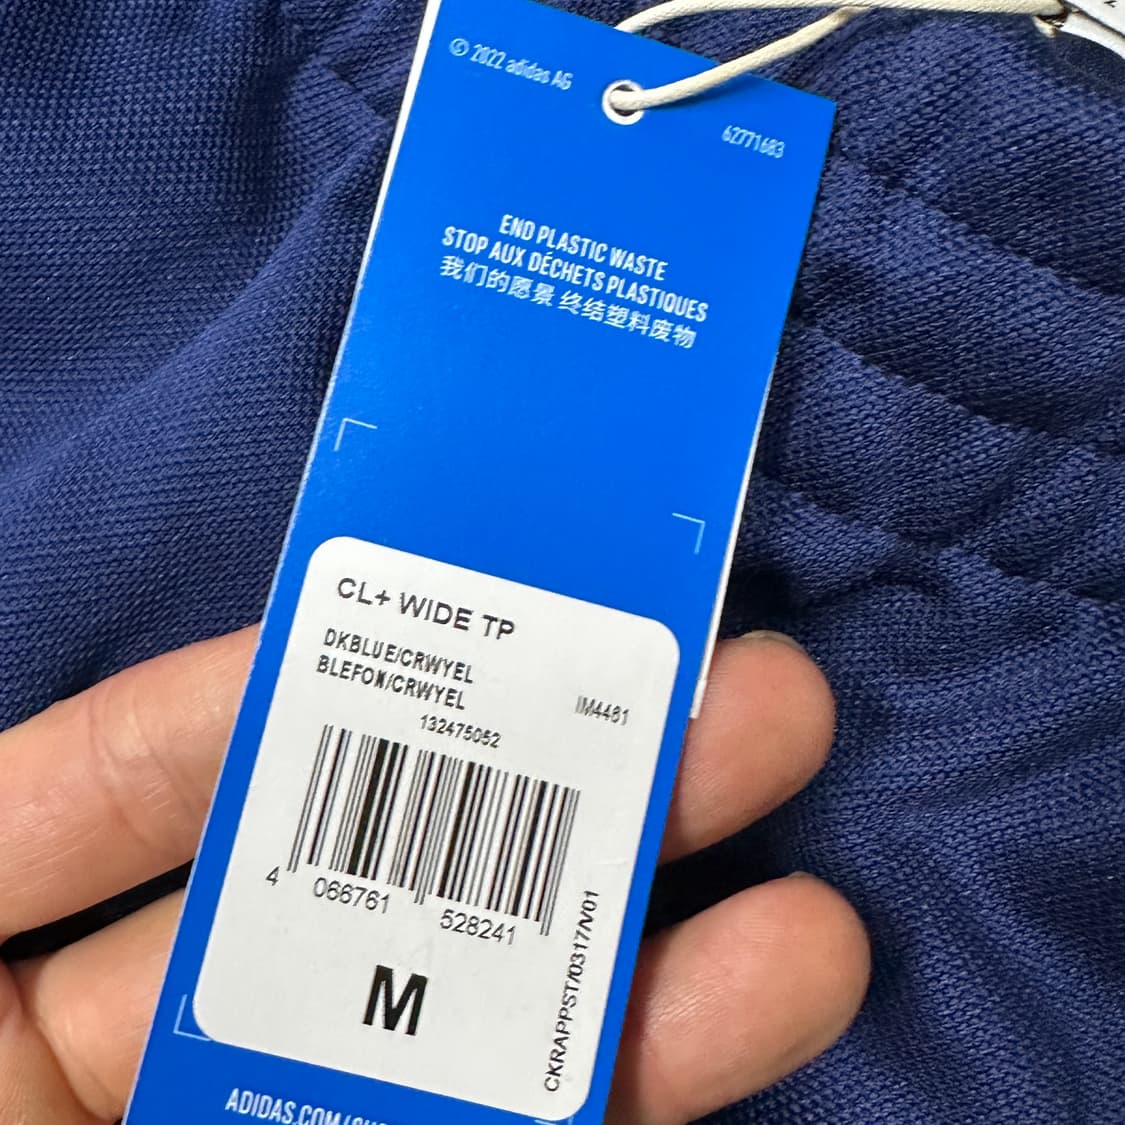 © 2022 adidas AG
62771683
END PLASTIC WASTE
STOP AUX DÉCHETS PLASTIQUES
我们的愿景 终结塑料废物
CL+ WIDE TP
DKBLUE/CRWYEL
BLEFON/CRWYEL
IM4481
132475052
4 066761 528241
M
CKRAPPST/0317/V01
ADIDAS.COM/